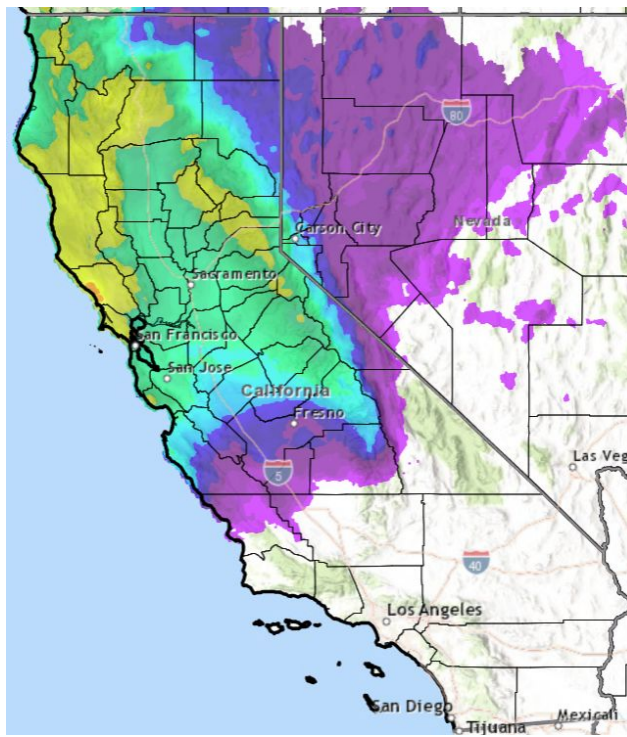 80
Carson City
Nevada
Sacramento
San Francisco
San Jose
California
Fresno
5
Las Veg
40
Los Angeles
San Diego
Tijuana
Mexicali